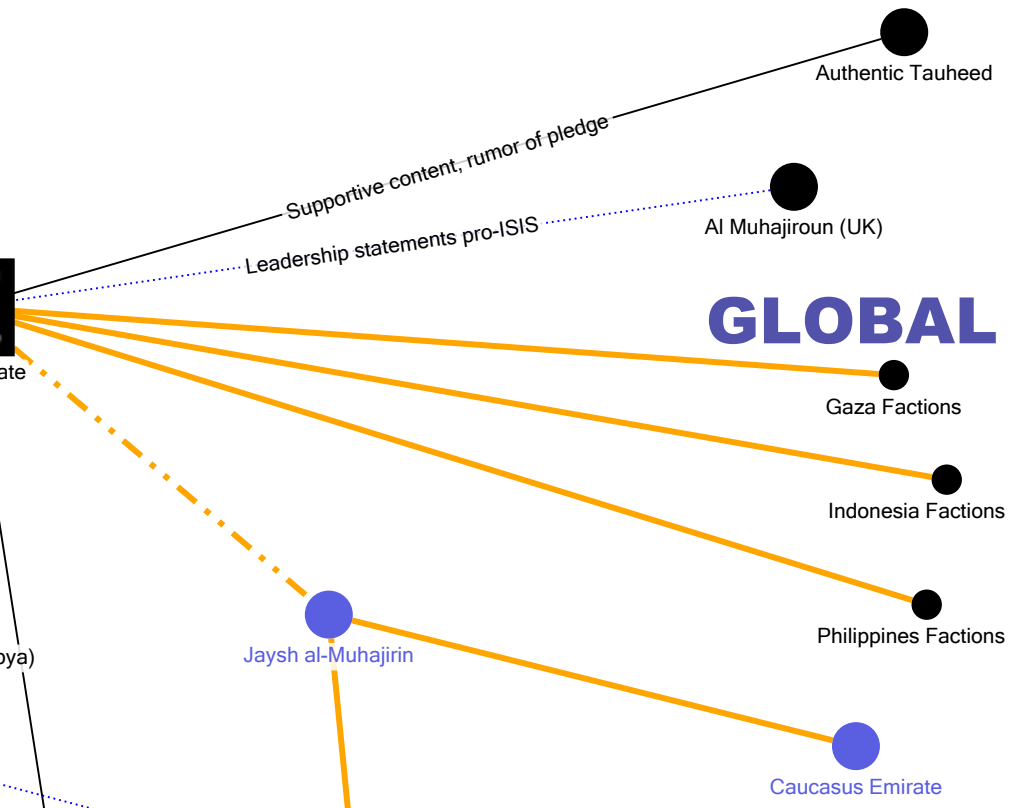 Authentic Tauheed
Supportive content, rumor of pledge
Al Muhajiroun (UK)
Leadership statements pro-ISIS
GLOBAL
ate
Gaza Factions
Indonesia Factions
Philippines Factions
Jaysh al-Muhajirin
oya)
Caucasus Emirate